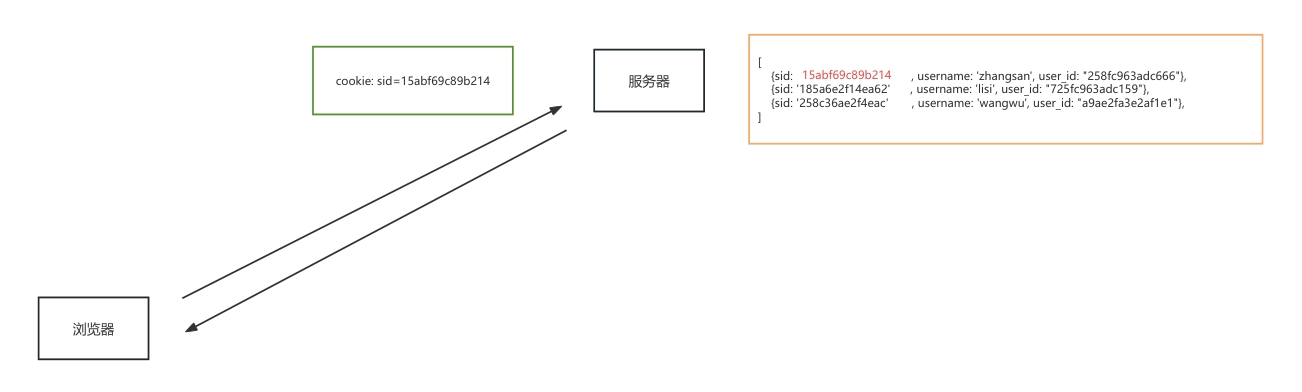 cookie: sid=15abf69c89b214
服务器
[
{sid: 15abf69c89b214 , username: 'zhangsan', user_id: "258fc963adc666"},
{sid: '185a6e2f14ea62' , username: 'lisi', user_id: "725fc963adc159"},
{sid: '258c36ae2f4eac' , username: 'wangwu', user_id: "a9ae2fa3e2af1e1"},
]
浏览器